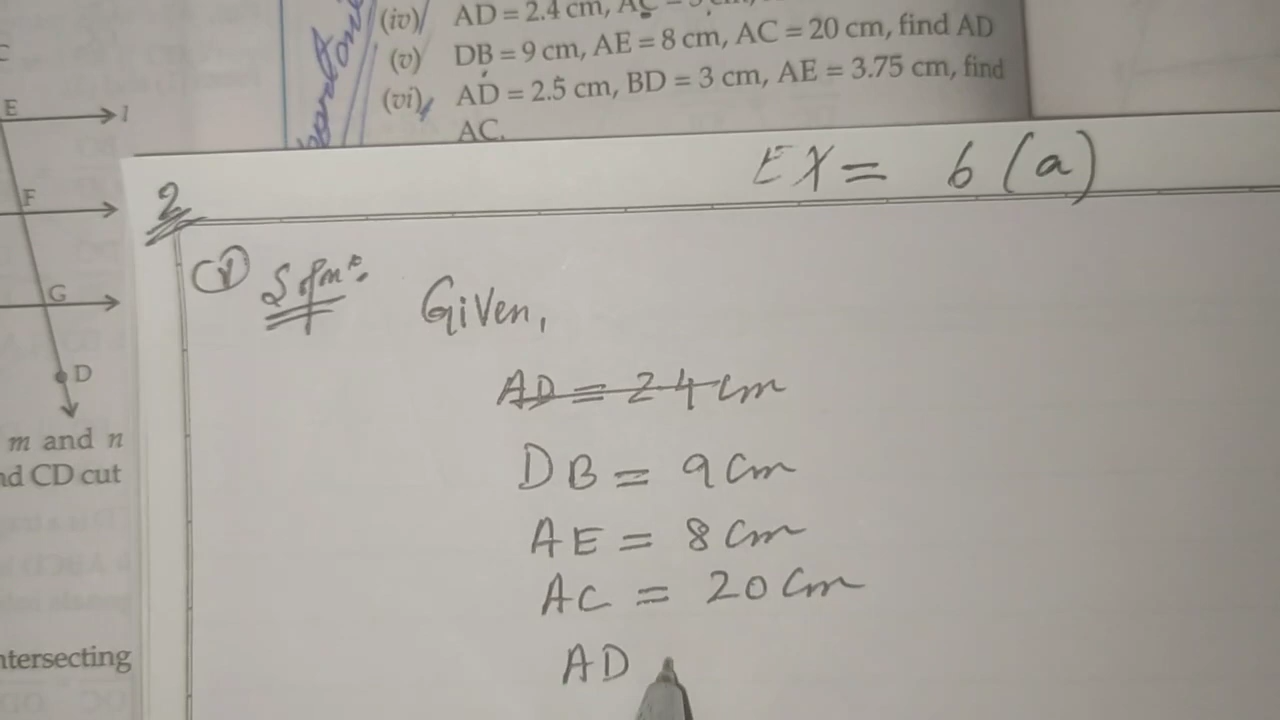 (iv) AD = 2.4 cm, AC =
(v) DB = 9 cm, AE = 8 cm, AC = 20 cm, find AD
(vi) AD = 2.5 cm, BD = 3 cm, AE = 3.75 cm, find
AC.
E
l
F
G
D
m and n
nd CD cut
ntersecting
EX = 6 (a)
2
Given,
AD = 24 cm
DB = 9 cm
AE = 8 cm
AC = 20 cm
AD